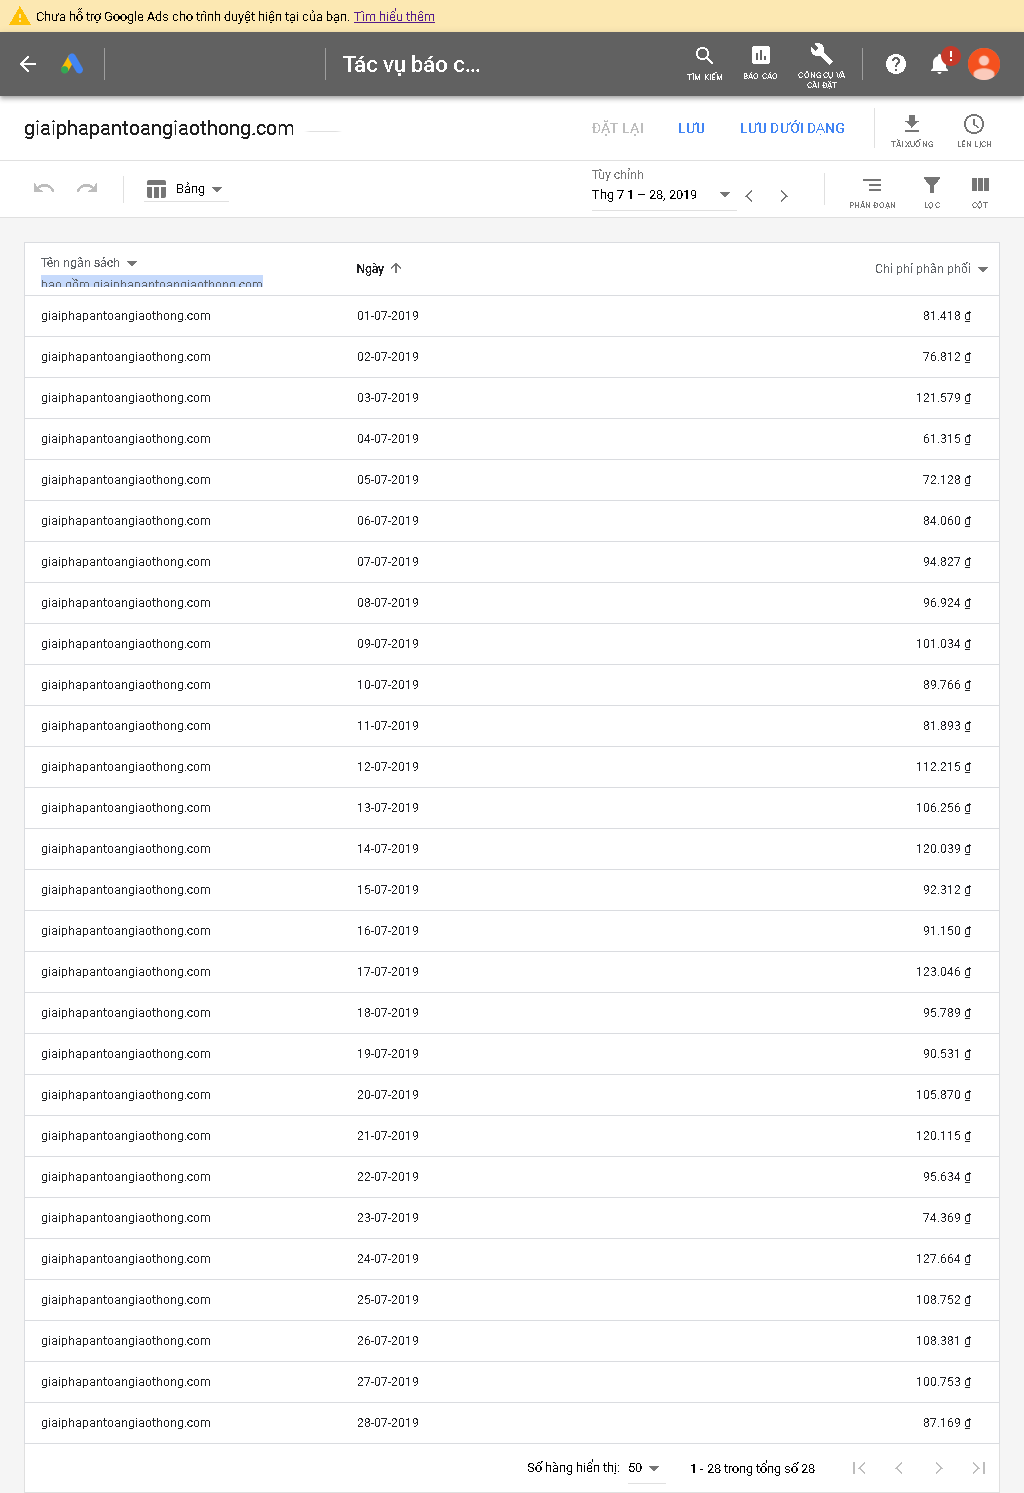 Chưa hỗ trợ Google Ads cho trình duyệt hiện tại của bạn. Tìm hiểu thêm
Tác vụ báo c...
TÌM KIẾM
BÁO CÁO
CÔNG CỤ VÀ
CÀI ĐẶT
giaiphapantoangiaothong.com
ĐẶT LẠI
LƯU
LƯU DƯỚI DẠNG
TẢI XUỐNG
LÊN LỊCH
Bảng
Tùy chỉnh
Thg 7 1 – 28, 2019
PHÂN ĐOẠN
LỌC
CỘT
Tên ngân sách
Ngày
Chi phí phân phối
bao gồm giaiphapantoangiaothong.com
giaiphapantoangiaothong.com 01-07-2019 81.418 ₫
giaiphapantoangiaothong.com 02-07-2019 76.812 ₫
giaiphapantoangiaothong.com 03-07-2019 121.579 ₫
giaiphapantoangiaothong.com 04-07-2019 61.315 ₫
giaiphapantoangiaothong.com 05-07-2019 72.128 ₫
giaiphapantoangiaothong.com 06-07-2019 84.060 ₫
giaiphapantoangiaothong.com 07-07-2019 94.827 ₫
giaiphapantoangiaothong.com 08-07-2019 96.924 ₫
giaiphapantoangiaothong.com 09-07-2019 101.034 ₫
giaiphapantoangiaothong.com 10-07-2019 89.766 ₫
giaiphapantoangiaothong.com 11-07-2019 81.893 ₫
giaiphapantoangiaothong.com 12-07-2019 112.215 ₫
giaiphapantoangiaothong.com 13-07-2019 106.256 ₫
giaiphapantoangiaothong.com 14-07-2019 120.039 ₫
giaiphapantoangiaothong.com 15-07-2019 92.312 ₫
giaiphapantoangiaothong.com 16-07-2019 91.150 ₫
giaiphapantoangiaothong.com 17-07-2019 123.046 ₫
giaiphapantoangiaothong.com 18-07-2019 95.789 ₫
giaiphapantoangiaothong.com 19-07-2019 90.531 ₫
giaiphapantoangiaothong.com 20-07-2019 105.870 ₫
giaiphapantoangiaothong.com 21-07-2019 120.115 ₫
giaiphapantoangiaothong.com 22-07-2019 95.634 ₫
giaiphapantoangiaothong.com 23-07-2019 74.369 ₫
giaiphapantoangiaothong.com 24-07-2019 127.664 ₫
giaiphapantoangiaothong.com 25-07-2019 108.752 ₫
giaiphapantoangiaothong.com 26-07-2019 108.381 ₫
giaiphapantoangiaothong.com 27-07-2019 100.753 ₫
giaiphapantoangiaothong.com 28-07-2019 87.169 ₫
Số hàng hiển thị: 50 1 - 28 trong tổng số 28